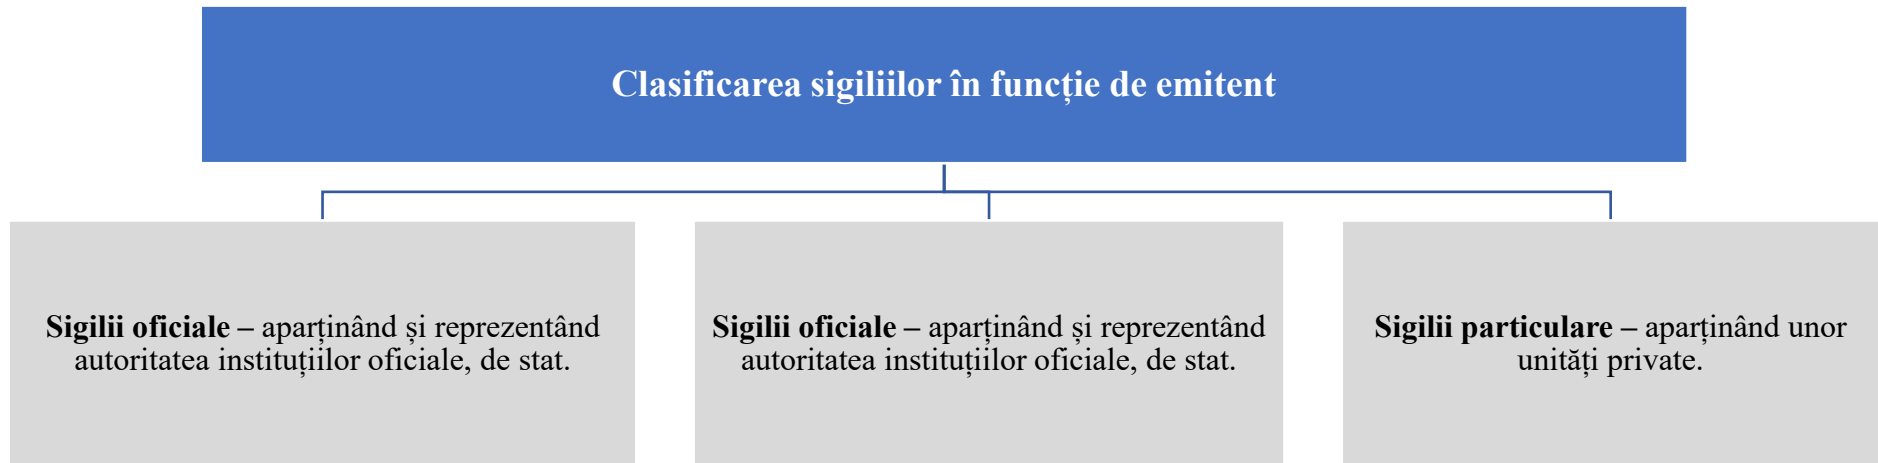 Clasificarea sigiliilor în funcție de emitent
Sigilii oficiale – aparținând și reprezentând
autoritatea instituțiilor oficiale, de stat.
Sigilii oficiale – aparținând și reprezentând
autoritatea instituțiilor oficiale, de stat.
Sigilii particulare – aparținând unor
unități private.